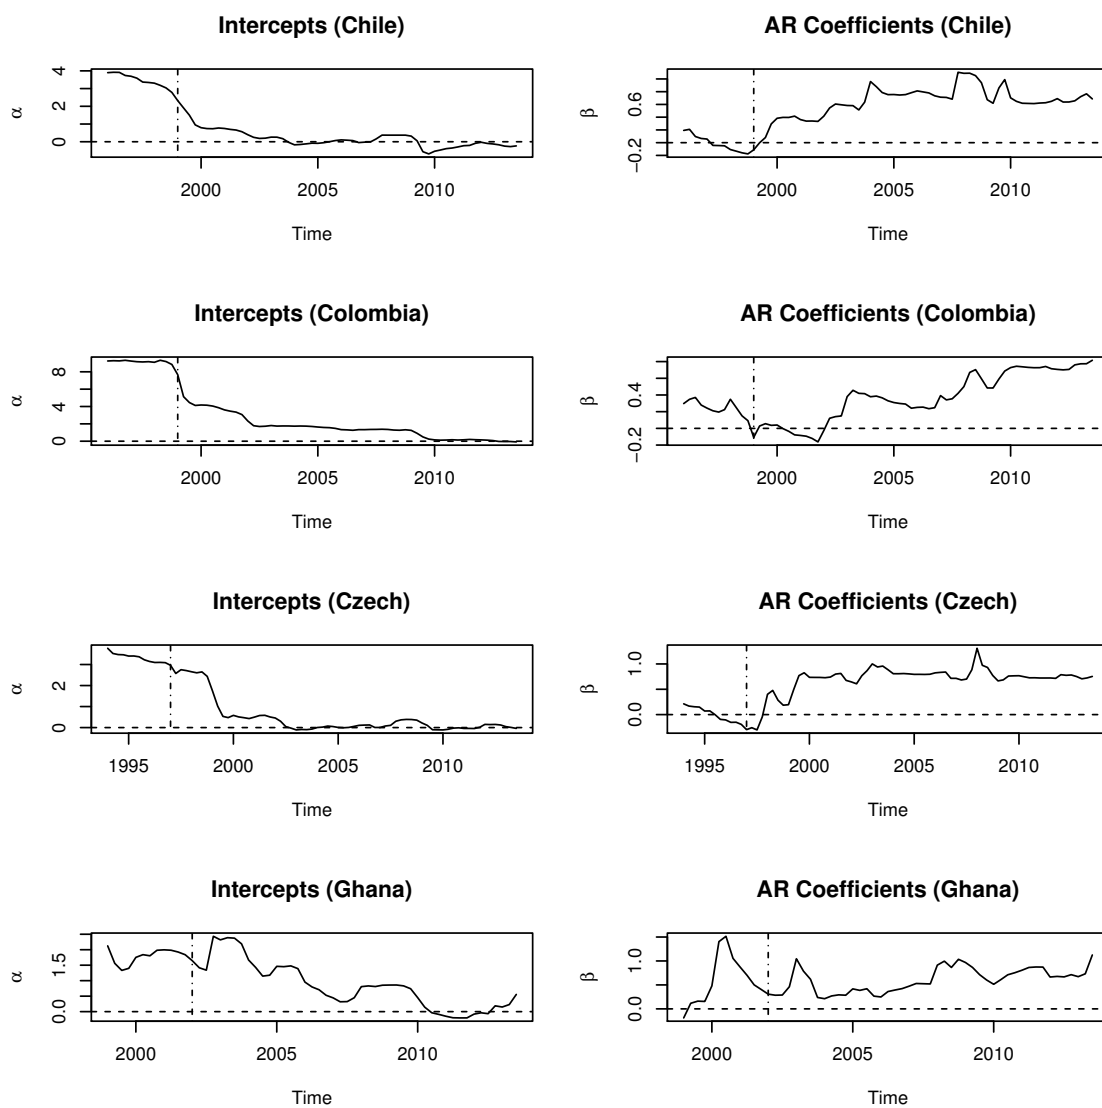 Intercepts (Chile)
α
0 2 4
2000 2005 2010
Time
AR Coefficients (Chile)
β
−0.2 0.6
2000 2005 2010
Time
Intercepts (Colombia)
α
0 4 8
2000 2005 2010
Time
AR Coefficients (Colombia)
β
−0.2 0.4
2000 2005 2010
Time
Intercepts (Czech)
α
0 2
1995 2000 2005 2010
Time
AR Coefficients (Czech)
β
0.0 1.0
1995 2000 2005 2010
Time
Intercepts (Ghana)
α
0.0 1.5
2000 2005 2010
Time
AR Coefficients (Ghana)
β
0.0 1.0
2000 2005 2010
Time